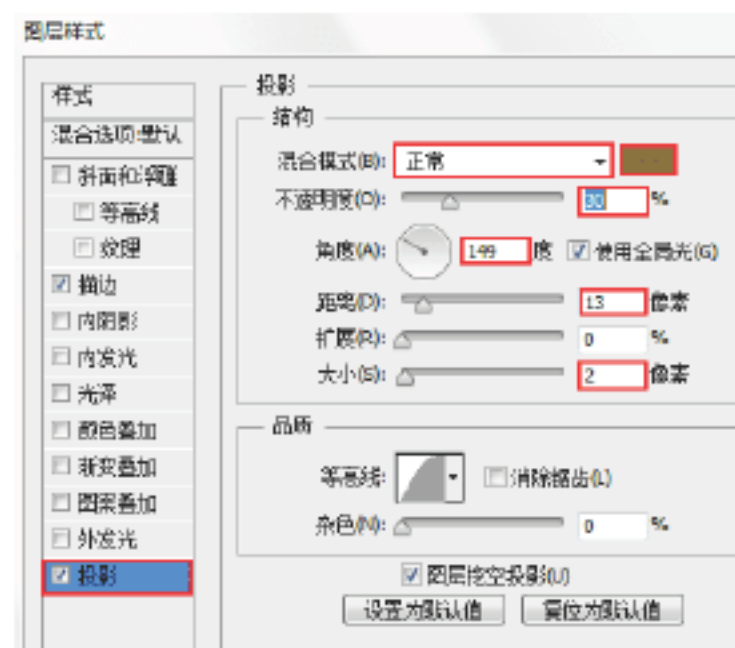 图层样式
样式
混合选项:默认
斜面和浮雕
等高线
纹理
描边
内阴影
内发光
光泽
颜色叠加
渐变叠加
图案叠加
外发光
投影
投影
结构
混合模式(B): 正常
不透明度(O): 30 %
角度(A): 149 度 使用全局光(G)
距离(D): 13 像素
扩展(R): 0 %
大小(S): 2 像素
品质
等高线: 消除锯齿(L)
杂色(N): 0 %
图层挖空投影(U)
设置为默认值 复位为默认值